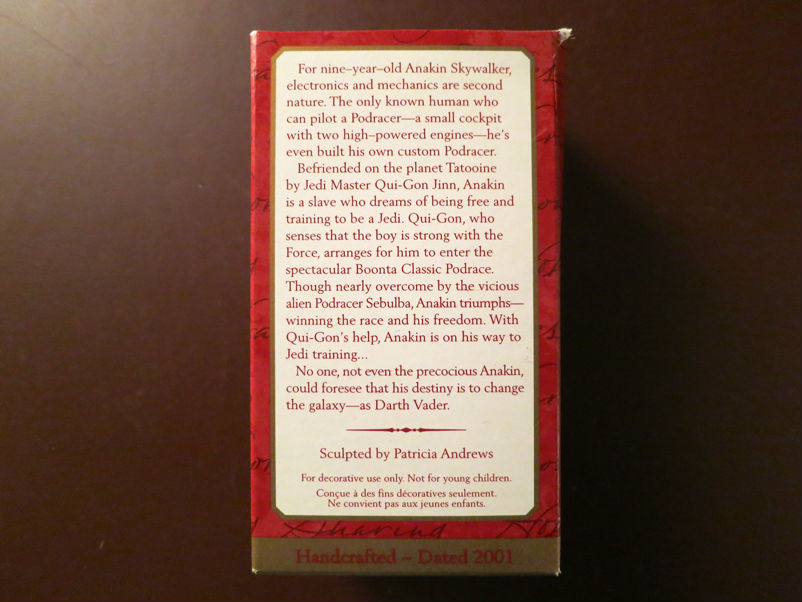 For nine–year–old Anakin Skywalker,
electronics and mechanics are second
nature. The only known human who
can pilot a Podracer—a small cockpit
with two high–powered engines—he's
even built his own custom Podracer.
Befriended on the planet Tatooine
by Jedi Master Qui-Gon Jinn, Anakin
is a slave who dreams of being free and
training to be a Jedi. Qui-Gon, who
senses that the boy is strong with the
Force, arranges for him to enter the
spectacular Boonta Classic Podrace.
Though nearly overcome by the vicious
alien Podracer Sebulba, Anakin triumphs—
winning the race and his freedom. With
Qui-Gon's help, Anakin is on his way to
Jedi training...
No one, not even the precocious Anakin,
could foresee that his destiny is to change
the galaxy—as Darth Vader.
Sculpted by Patricia Andrews
For decorative use only. Not for young children.
Conçue à des fins décoratives seulement.
Ne convient pas aux jeunes enfants.
Handcrafted ~ Dated 2001